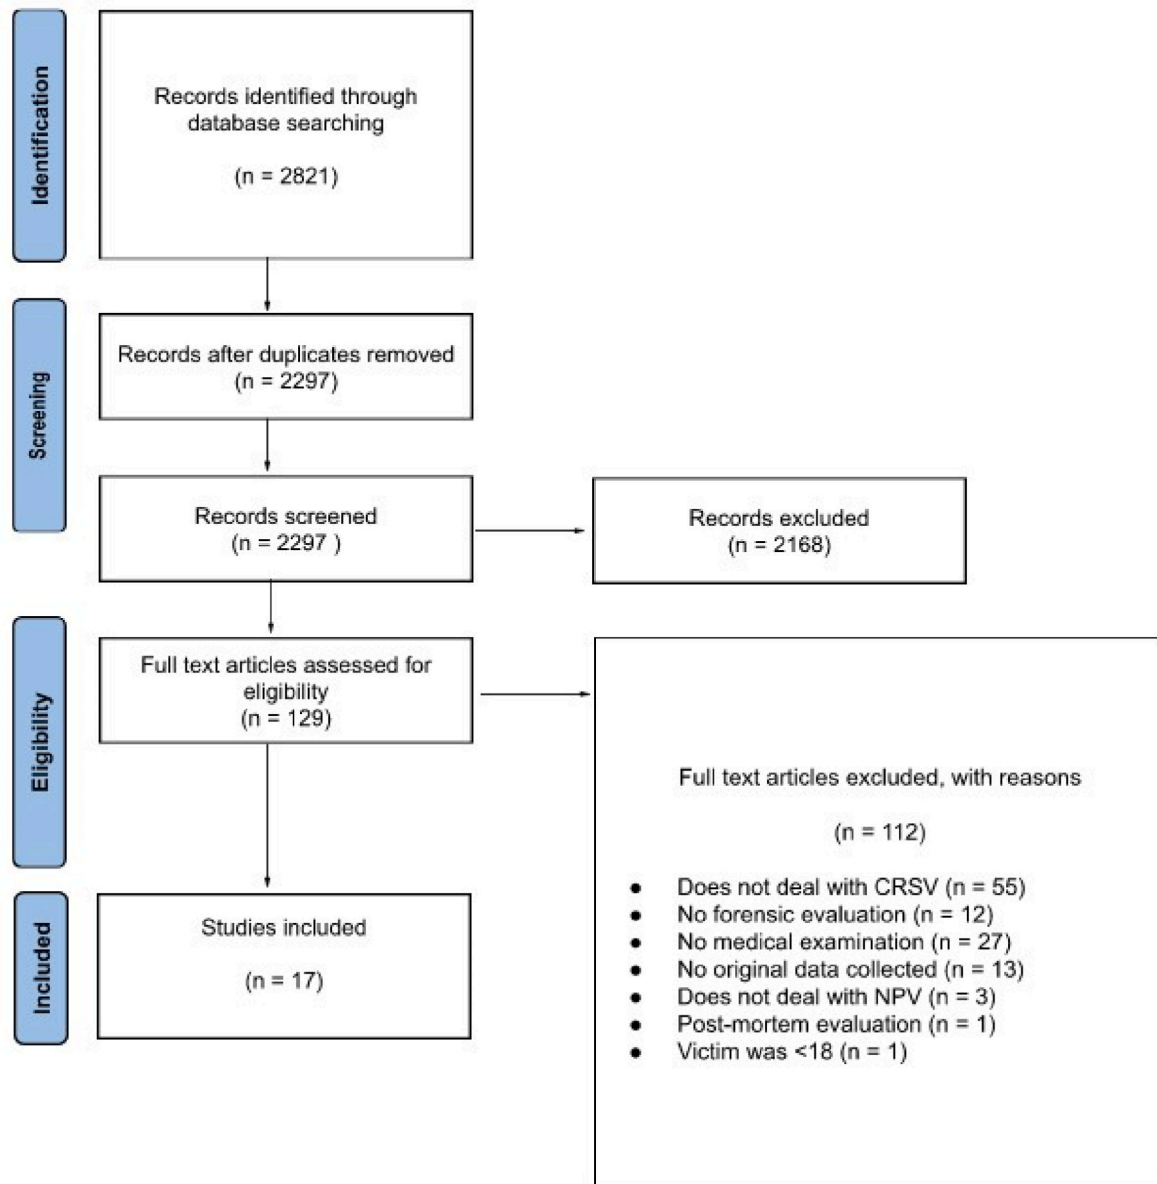 Identification
Records identified through
database searching
(n = 2821)
Screening
Records after duplicates removed
(n = 2297)
Records screened
(n = 2297 )
Records excluded
(n = 2168)
Eligibility
Full text articles assessed for
eligibility
(n = 129)
Full text articles excluded, with reasons
(n = 112)
● Does not deal with CRSV (n = 55)
● No forensic evaluation (n = 12)
● No medical examination (n = 27)
● No original data collected (n = 13)
● Does not deal with NPV (n = 3)
● Post-mortem evaluation (n = 1)
● Victim was <18 (n = 1)
Included
Studies included
(n = 17)